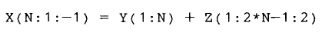 X(N:1:-1) = Y(1:N) + Z(1:2*N-1:2)